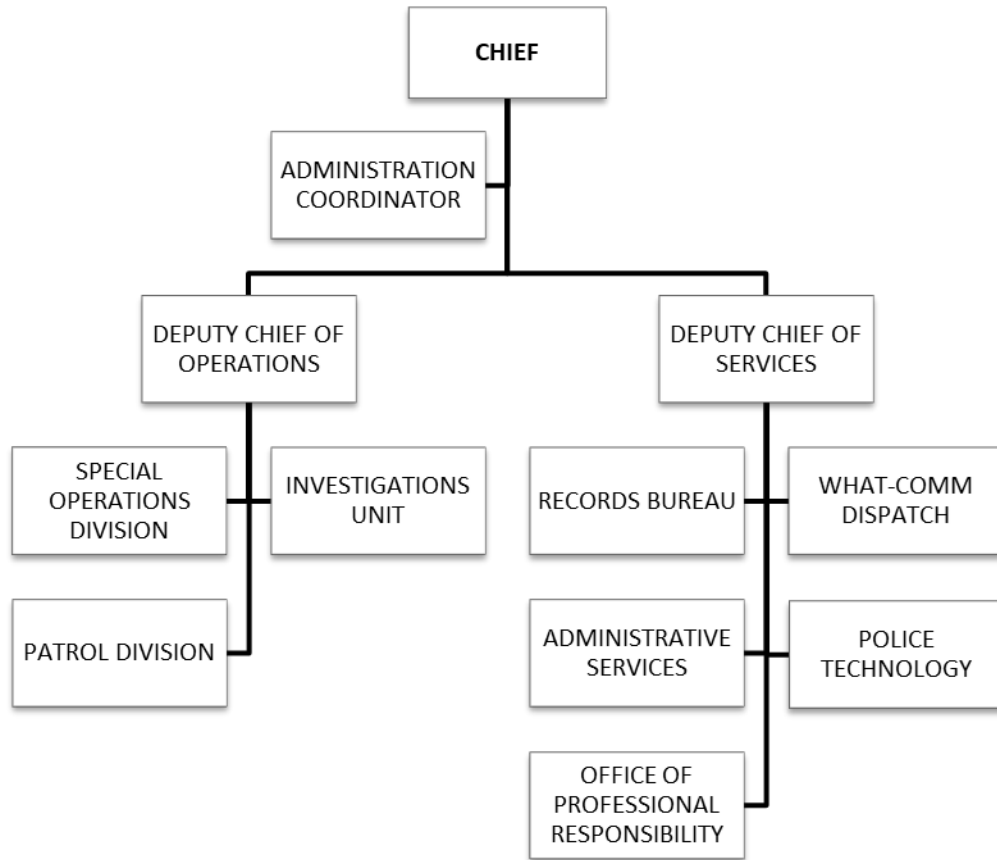 CHIEF
ADMINISTRATION
COORDINATOR
DEPUTY CHIEF OF
OPERATIONS
DEPUTY CHIEF OF
SERVICES
SPECIAL
OPERATIONS
DIVISION
INVESTIGATIONS
UNIT
RECORDS BUREAU
WHAT-COMM
DISPATCH
PATROL DIVISION
ADMINISTRATIVE
SERVICES
POLICE
TECHNOLOGY
OFFICE OF
PROFESSIONAL
RESPONSIBILITY